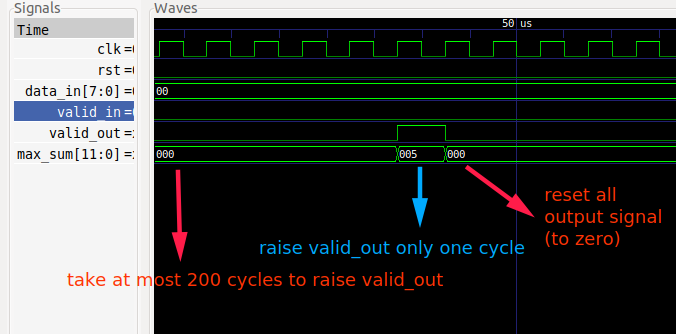 Signals
Waves
Time
50 us
clk =
rst =
data_in[7:0] =
00
valid_in =
valid_out =
max_sum[11:0] =
000
005
000
reset all
output signal
(to zero)
raise valid_out only one cycle
take at most 200 cycles to raise valid_out